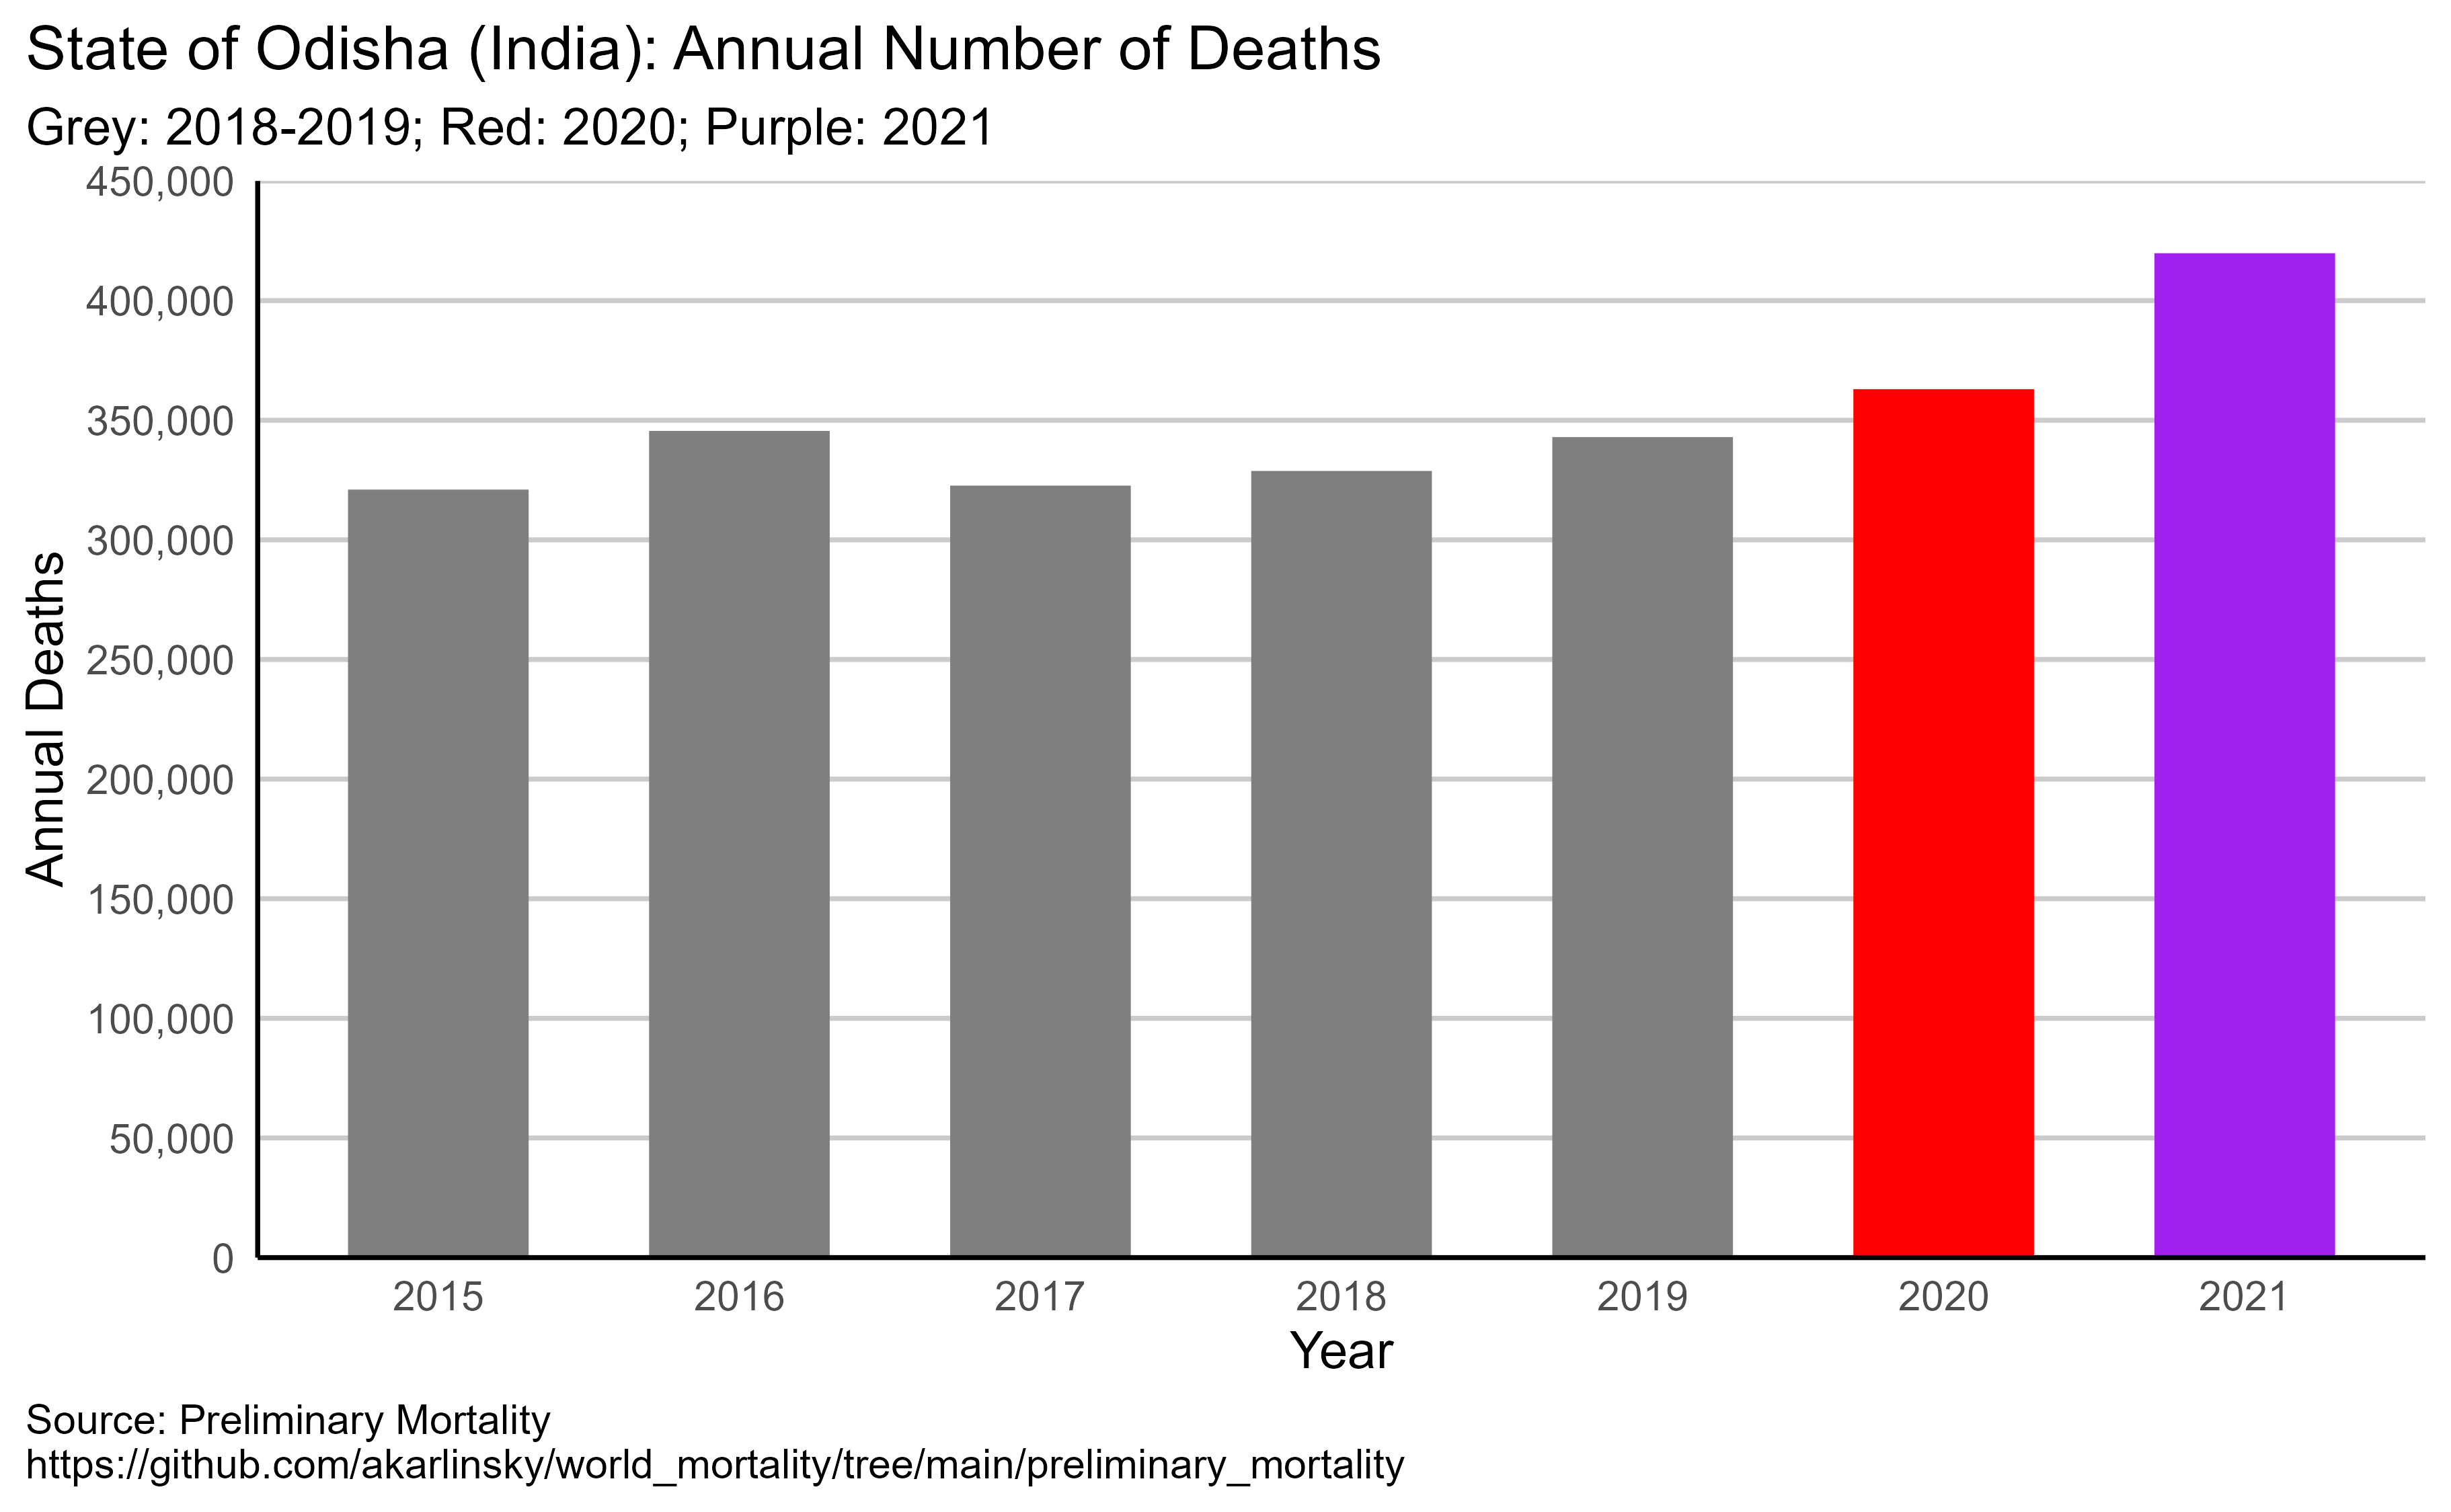 State of Odisha (India): Annual Number of Deaths
Grey: 2018-2019; Red: 2020; Purple: 2021
450,000
400,000
350,000
300,000
250,000
200,000
150,000
100,000
50,000
0
Annual Deaths
2015 2016 2017 2018 2019 2020 2021
Year
Source: Preliminary Mortality
https://github.com/akarlinsky/world_mortality/tree/main/preliminary_mortality